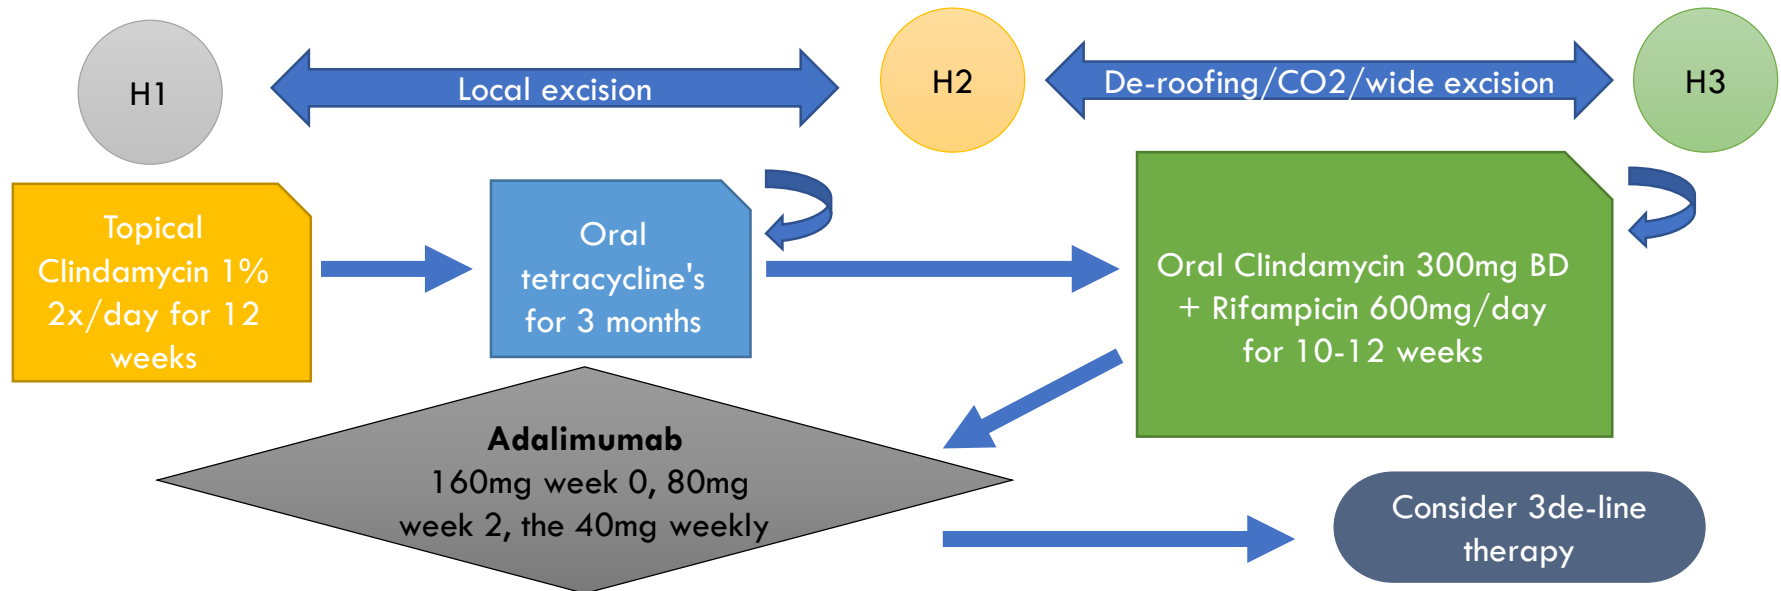 H1
Local excision
H2
De-roofing/CO2/wide excision
H3
Topical
Clindamycin 1%
2x/day for 12
weeks
Oral
tetracycline's
for 3 months
Oral Clindamycin 300mg BD
+ Rifampicin 600mg/day
for 10-12 weeks
Adalimumab
160mg week 0, 80mg
week 2, the 40mg weekly
Consider 3de-line
therapy